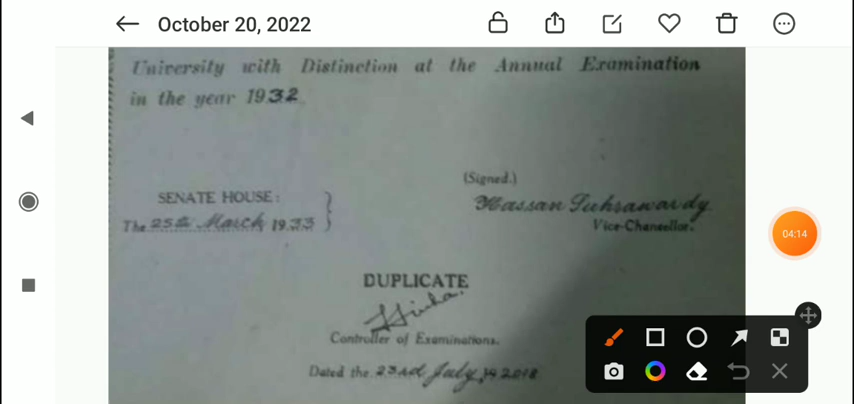 October 20, 2022
University with Distinction at the Annual Examination
in the year 1932
(Signed.)
SENATE HOUSE:
Hassan Suhrawardy
The 25th March 1933
Vice-Chancellor.
04:14
DUPLICATE
Controller of Examinations.
Dated the 23rd July, 2018